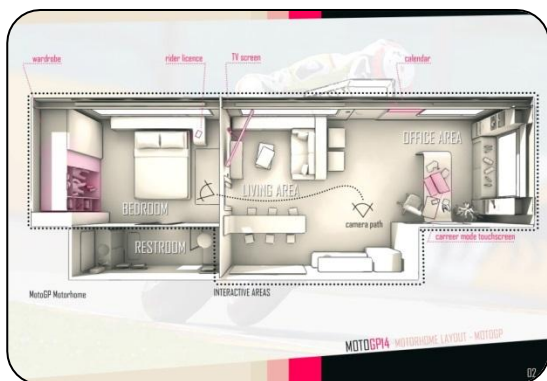 wardrobe
rider licence
TV screen
calendar
OFFICE AREA
LIVING AREA
BEDROOM
camera path
RESTROOM
carreer mode touchscreen
MotoGP Motorhome
INTERACTIVE AREAS
MOTOGP14 MOTORHOME LAYOUT - MOTOGP
02